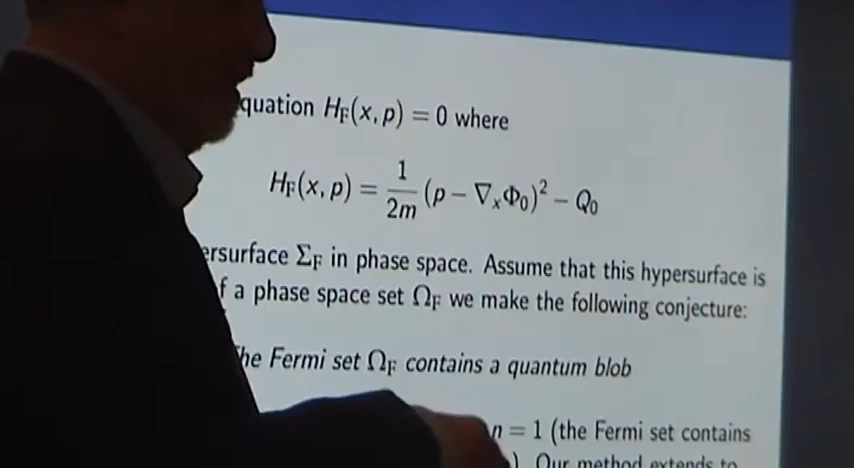 quation H_F(x, p) = 0 where
H_F(x, p) = \frac{1}{2m} (p − ∇_xΦ_0)^2 − Q_0
ersurface Σ_F in phase space. Assume that this hypersurface is
f a phase space set Ω_F we make the following conjecture:
he Fermi set Ω_F contains a quantum blob
n = 1 (the Fermi set contains
). Our method extends to